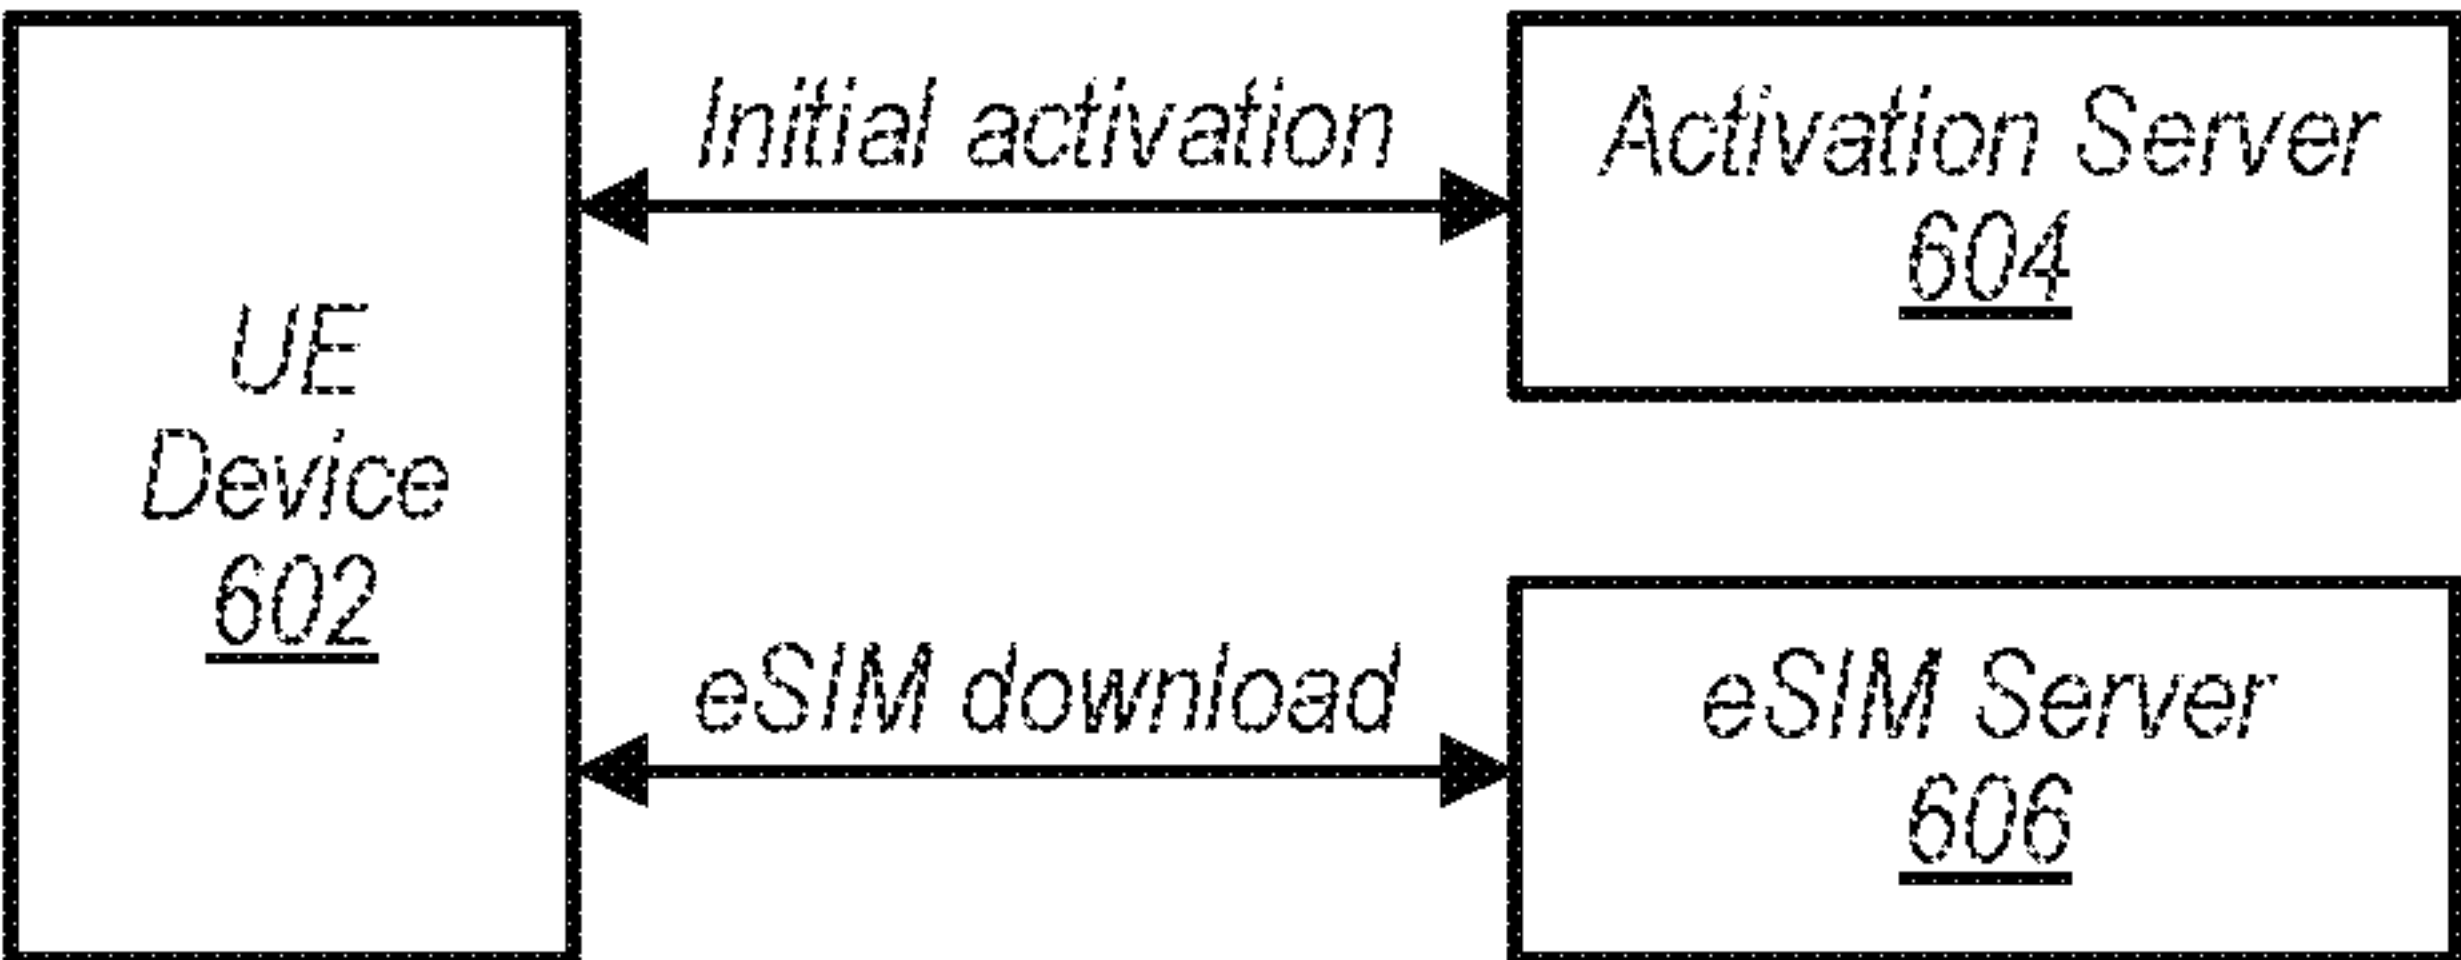 UE
Device
602
Initial activation
Activation Server
604
eSIM download
eSIM Server
606